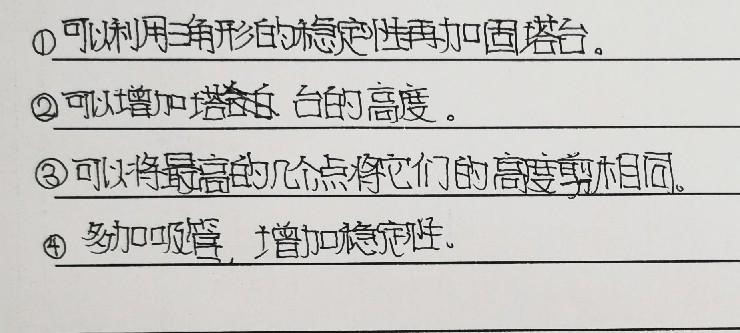 ①可以利用三角形的稳定性再加固塔台。
②可以增加塔台的高度。
③可以将最高的几个点将它们的高度剪相同。
④多加吸管,增加稳定性。